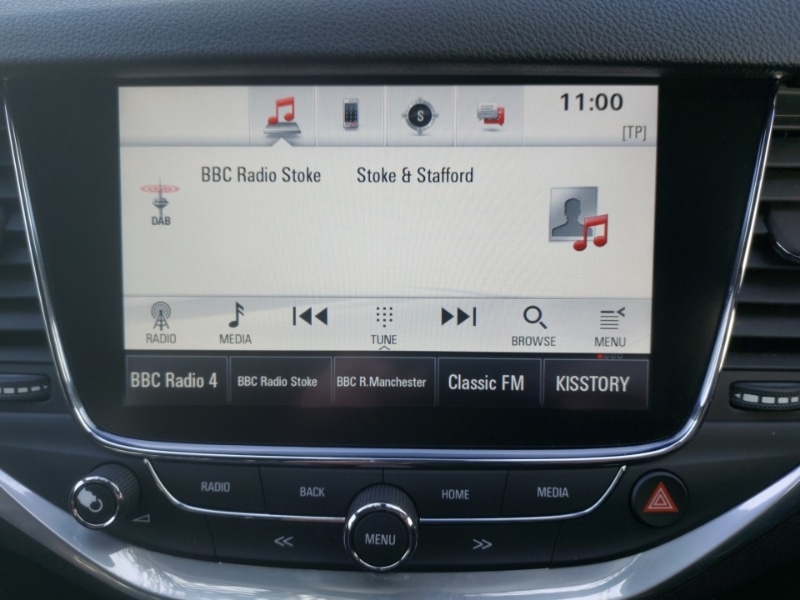 S
11:00
[TP]
BBC Radio Stoke Stoke & Stafford
DAB
RADIO MEDIA TUNE BROWSE MENU
BBC Radio 4 BBC Radio Stoke BBC R.Manchester Classic FM KISSTORY
RADIO BACK HOME MEDIA
MENU